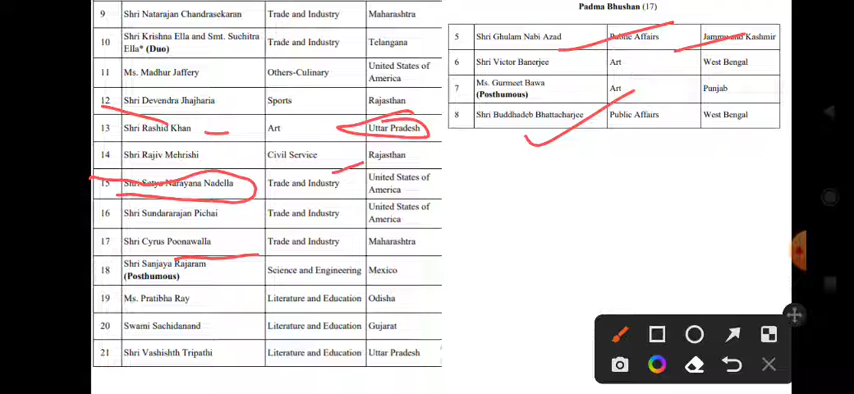 9 Shri Natarajan Chandrasekaran Trade and Industry Maharashtra
10 Shri Krishna Ella and Smt. Suchitra Ella* (Duo) Trade and Industry Telangana
11 Ms. Madhur Jaffery Others-Culinary United States of America
12 Shri Devendra Jhajharia Sports Rajasthan
13 Shri Rashid Khan Art Uttar Pradesh
14 Shri Rajiv Mehrishi Civil Service Rajasthan
15 Shri Satya Narayana Nadella Trade and Industry United States of America
16 Shri Sundararajan Pichai Trade and Industry United States of America
17 Shri Cyrus Poonawalla Trade and Industry Maharashtra
18 Shri Sanjaya Rajaram (Posthumous) Science and Engineering Mexico
19 Ms. Pratibha Ray Literature and Education Odisha
20 Swami Sachidanand Literature and Education Gujarat
21 Shri Vashishth Tripathi Literature and Education Uttar Pradesh
Padma Bhushan (17)
5 Shri Ghulam Nabi Azad Public Affairs Jammu and Kashmir
6 Shri Victor Banerjee Art West Bengal
7 Ms. Gurmeet Bawa (Posthumous) Art Punjab
8 Shri Buddhadeb Bhattacharjee Public Affairs West Bengal